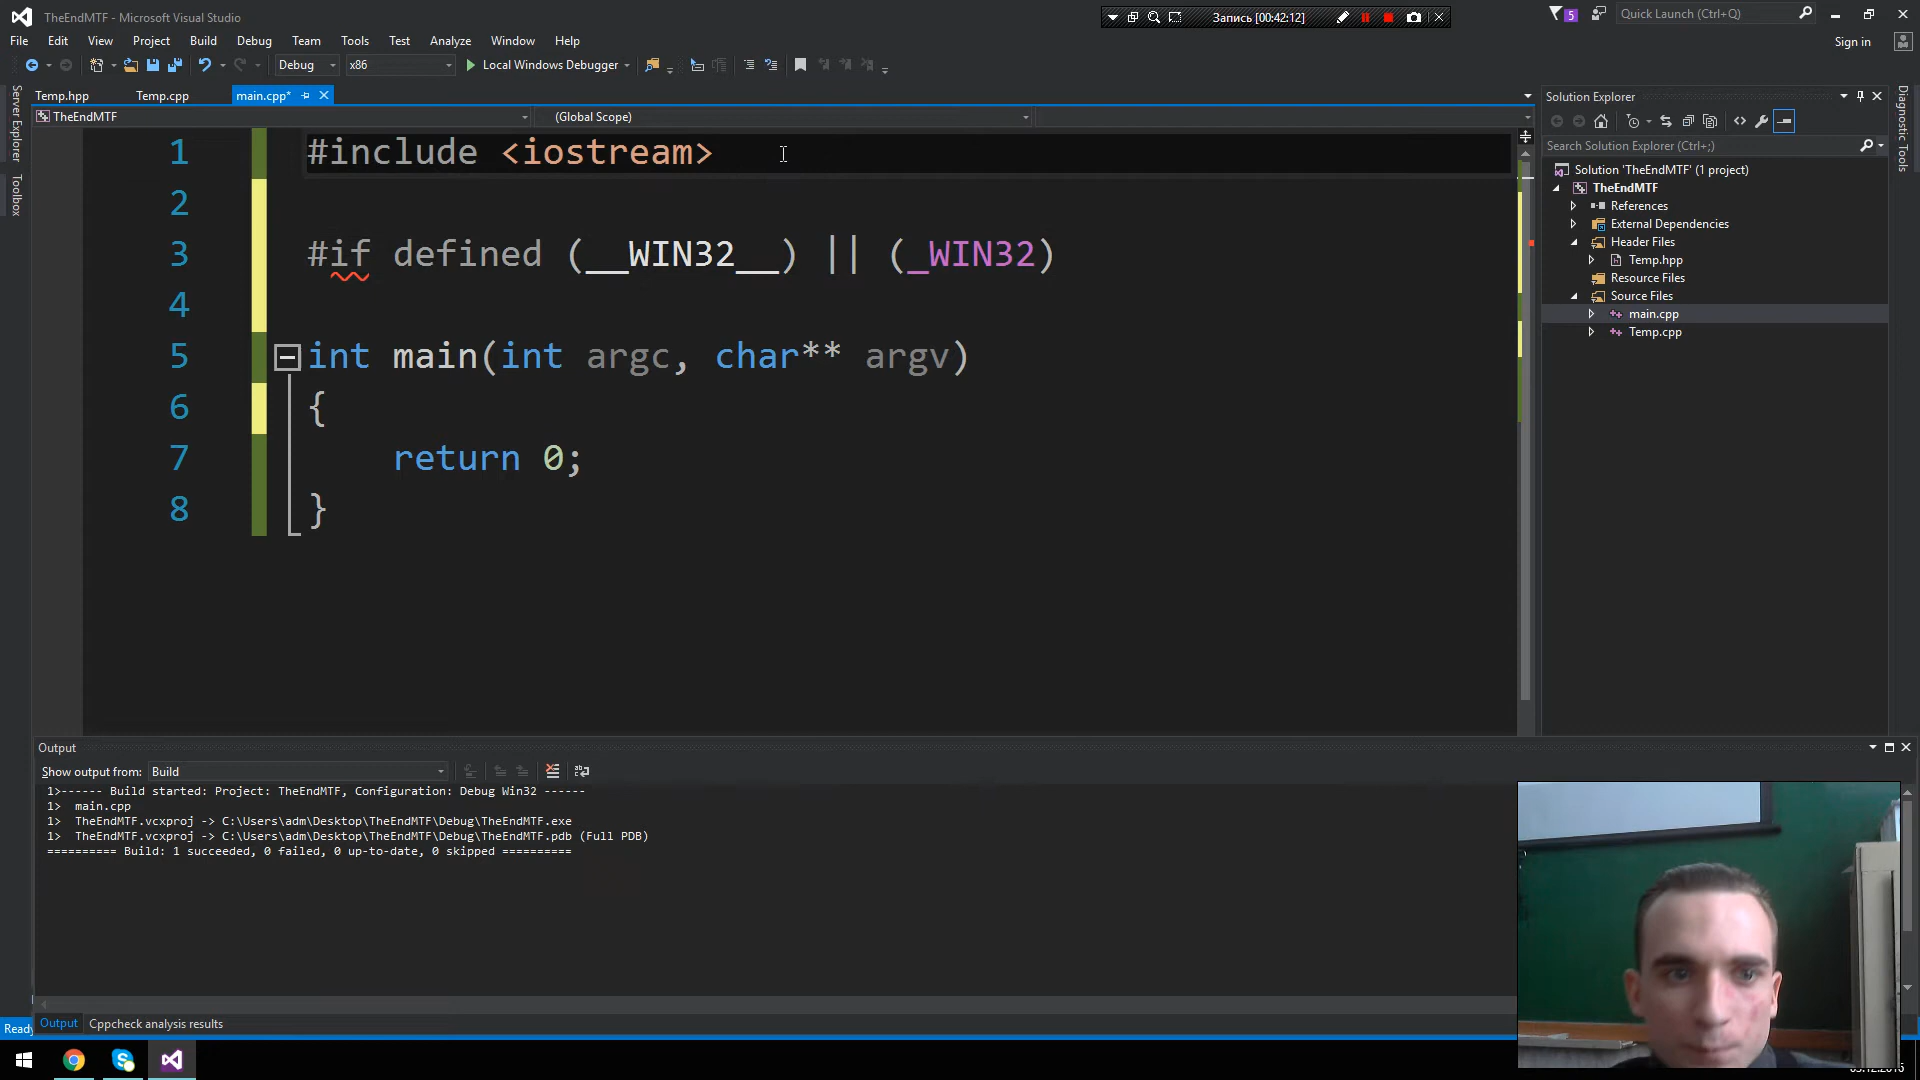 TheEndMTF - Microsoft Visual Studio
Запись [00:42:12]
5
Quick Launch (Ctrl+Q)
File Edit View Project Build Debug Team Tools Test Analyze Window Help
Sign in
Debug x86 Local Windows Debugger
Server Explorer
Toolbox
Temp.hpp Temp.cpp main.cpp*
TheEndMTF (Global Scope)
1 #include <iostream>
2
3 #if defined (__WIN32__) || (_WIN32)
4
5 int main(int argc, char** argv)
6 {
7 return 0;
8 }
Solution Explorer
Search Solution Explorer (Ctrl+;)
Solution 'TheEndMTF' (1 project)
TheEndMTF
References
External Dependencies
Header Files
Temp.hpp
Resource Files
Source Files
main.cpp
Temp.cpp
Diagnostic Tools
Output
Show output from: Build
1>------ Build started: Project: TheEndMTF, Configuration: Debug Win32 ------
1> main.cpp
1> TheEndMTF.vcxproj -> C:\Users\adm\Desktop\TheEndMTF\Debug\TheEndMTF.exe
1> TheEndMTF.vcxproj -> C:\Users\adm\Desktop\TheEndMTF\Debug\TheEndMTF.pdb (Full PDB)
========== Build: 1 succeeded, 0 failed, 0 up-to-date, 0 skipped ==========
Output Cppcheck analysis results
Ready